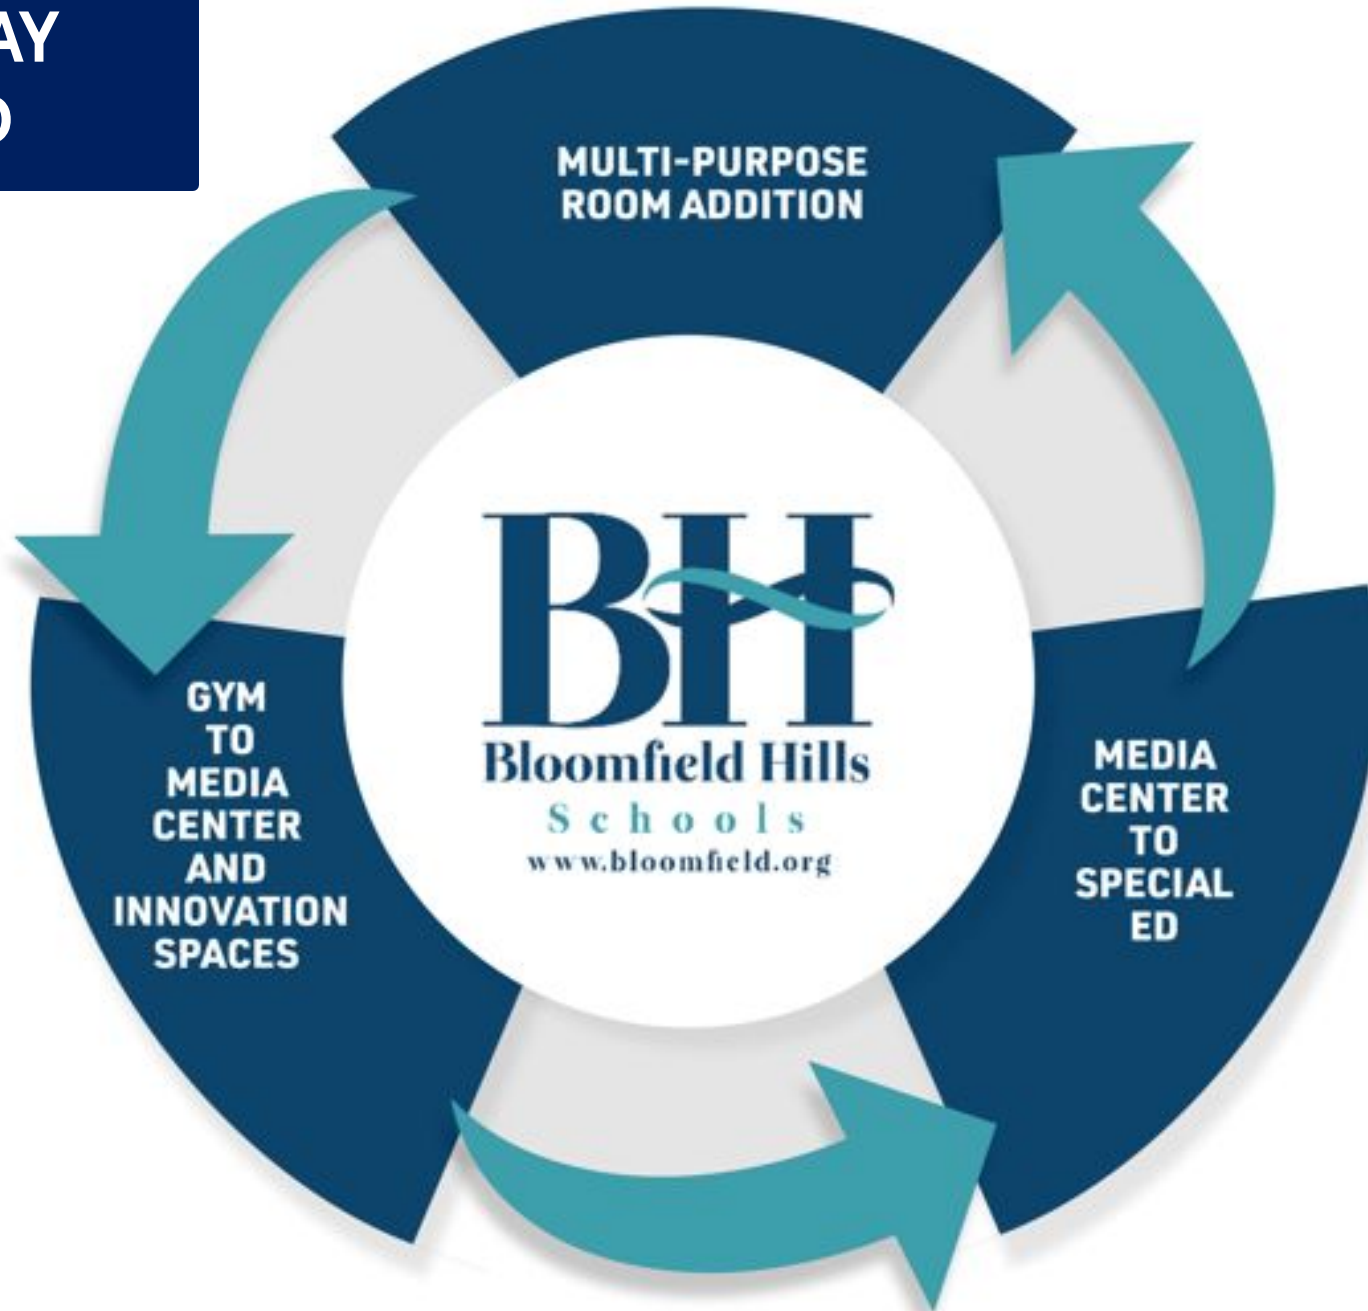 MULTI-PURPOSE
ROOM ADDITION
GYM
TO
MEDIA
CENTER
AND
INNOVATION
SPACES
BH
Bloomfield Hills
Schools
www.bloomfield.org
MEDIA
CENTER
TO
SPECIAL
ED